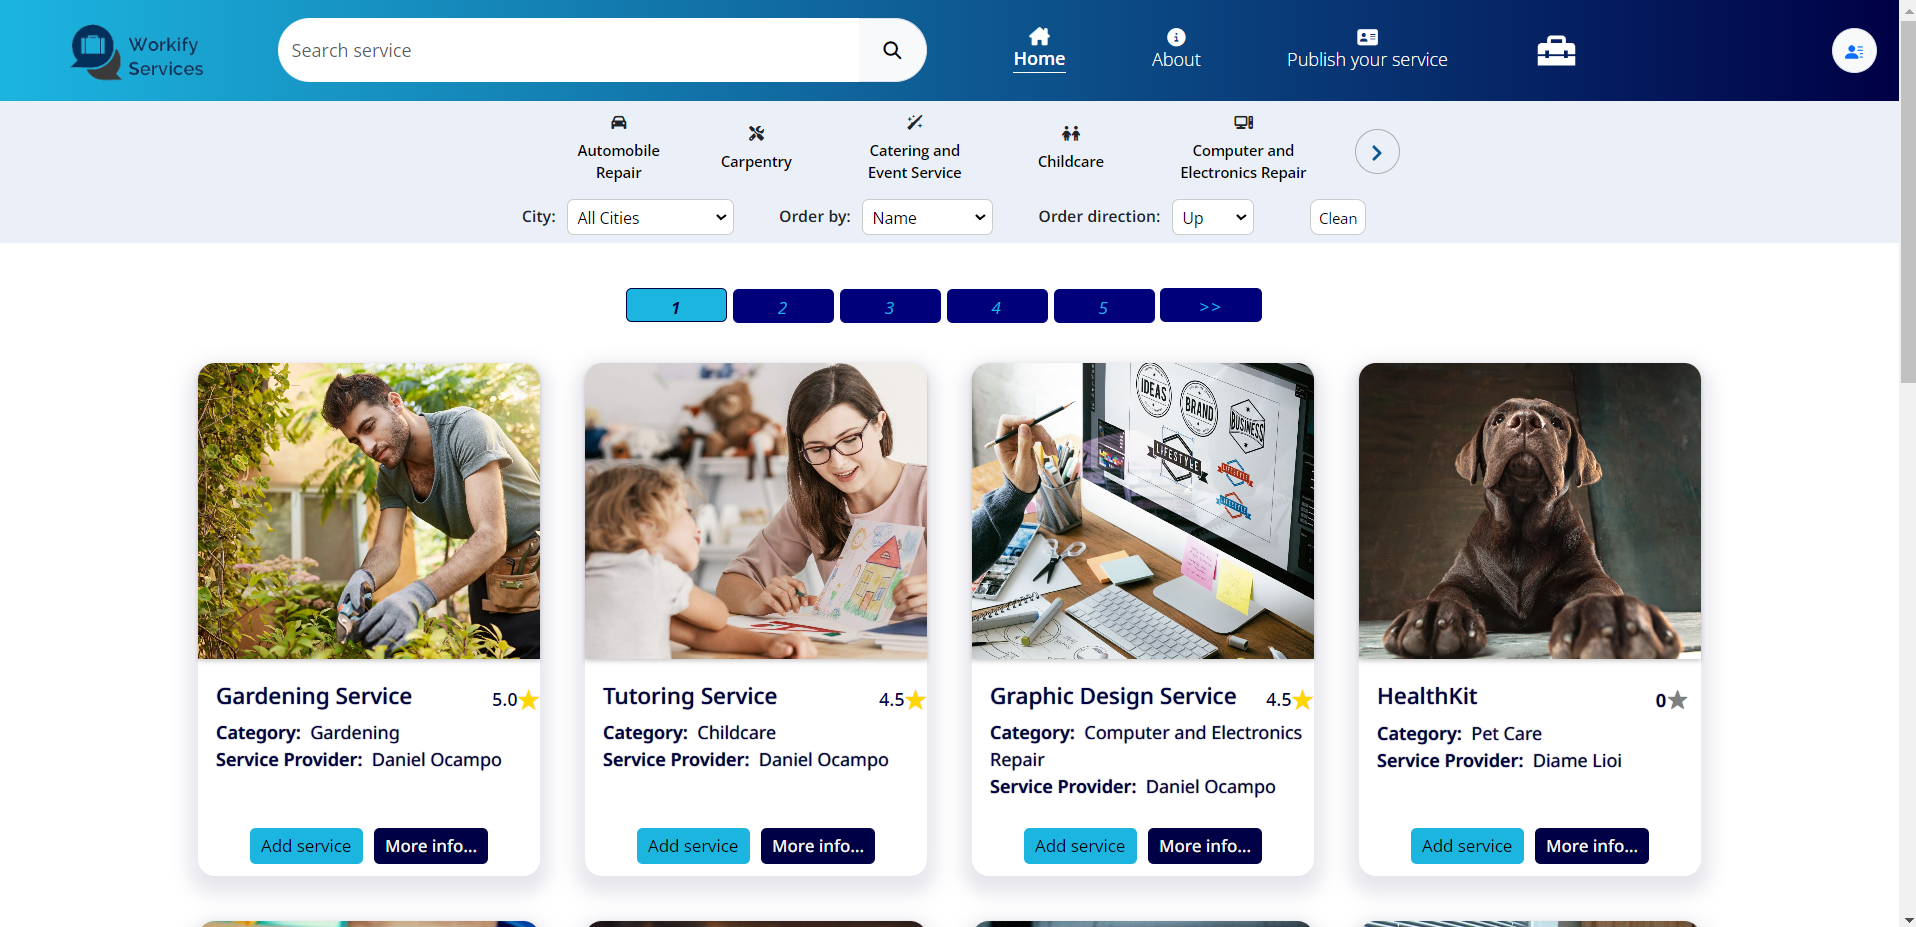 Workify
Services
Search service
Home
About
Publish your service
Automobile
Repair
Carpentry
Catering and
Event Service
Childcare
Computer and
Electronics Repair
City:
All Cities
Order by:
Name
Order direction:
Up
Clean
1
2
3
4
5
>>
IDEAS
BRAND
BUSINESS
LIFESTYLE
LIFESTYLE
LIFESTYLE
Gardening Service
5.0
Category: Gardening
Service Provider: Daniel Ocampo
Add service
More info...
Tutoring Service
4.5
Category: Childcare
Service Provider: Daniel Ocampo
Add service
More info...
Graphic Design Service
4.5
Category: Computer and Electronics
Repair
Service Provider: Daniel Ocampo
Add service
More info...
HealthKit
0
Category: Pet Care
Service Provider: Diame Lioi
Add service
More info...